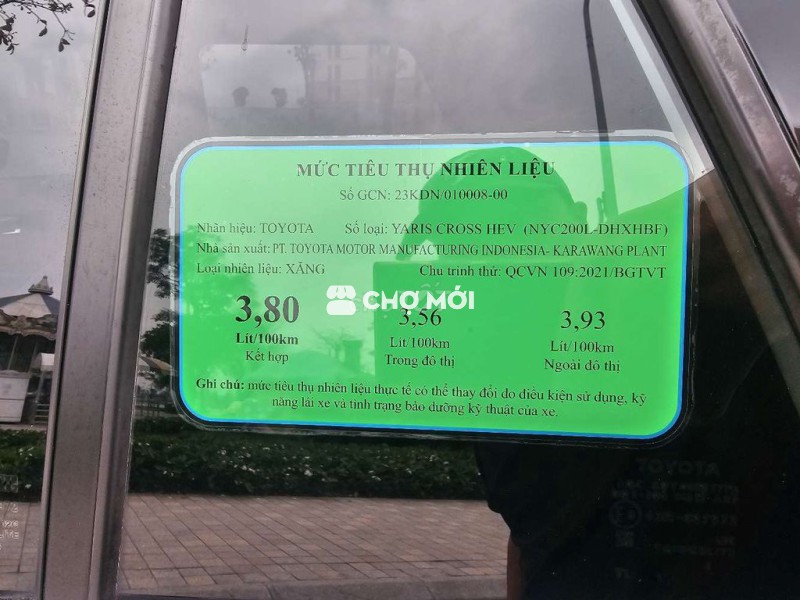 MỨC TIÊU THỤ NHIÊN LIỆU
Số GCN: 23KDN/010008-00
Nhãn hiệu: TOYOTA Số loại: YARIS CROSS HEV (NYC200L-DHXHBF)
Nhà sản xuất: PT. TOYOTA MOTOR MANUFACTURING INDONESIA- KARAWANG PLANT
Loại nhiên liệu: XĂNG Chu trình thử: QCVN 109:2021/BGTVT
CHỢ MỚI
3,80 3,56 3,93
Lít/100km Lít/100km Lít/100km
Kết hợp Trong đô thị Ngoài đô thị
Ghi chú: mức tiêu thụ nhiên liệu thực tế có thể thay đổi do điều kiện sử dụng, kỹ
năng lái xe và tình trạng bảo dưỡng kỹ thuật của xe.
TOYOTA